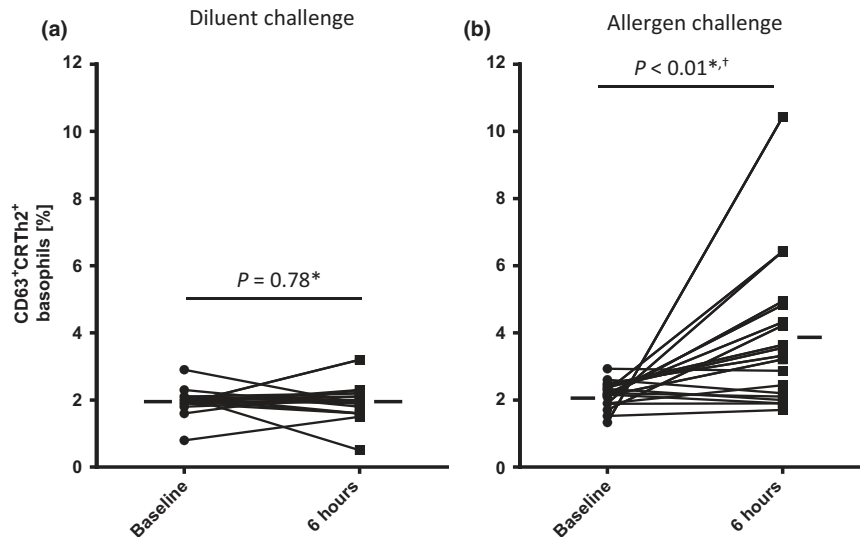 (a) Diluent challenge
(b) Allergen challenge
CD63⁺CRTh2⁺
basophils [%]
12
10
8
6
4
2
0
P = 0.78*
Baseline
6 hours
12
10
8
6
4
2
0
P < 0.01*,†
Baseline
6 hours